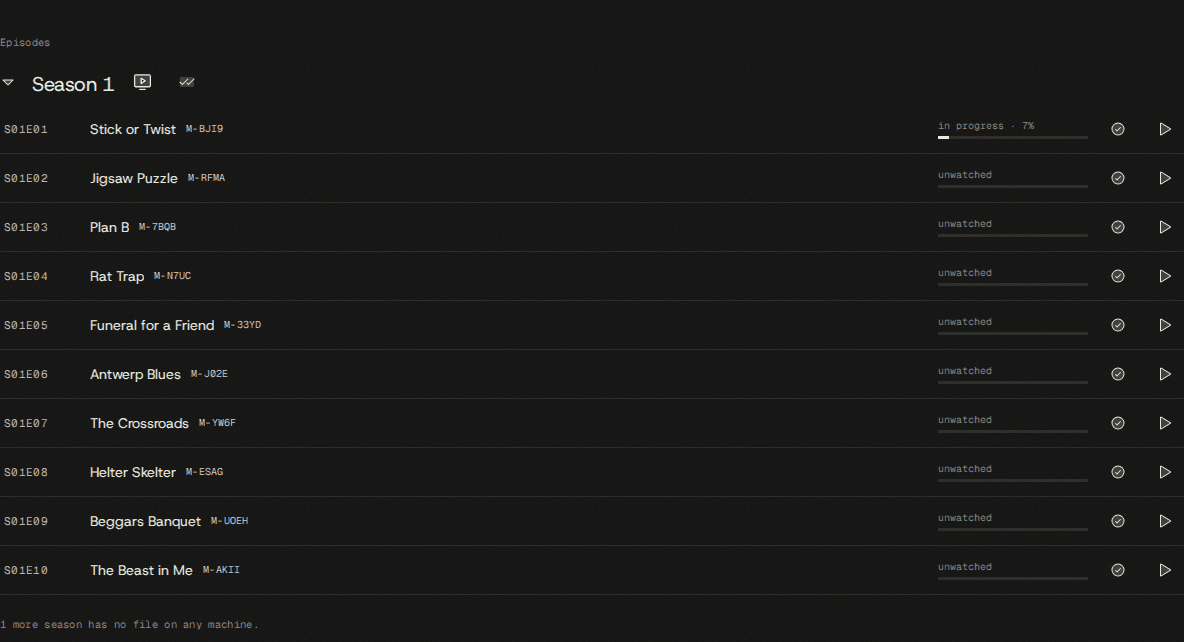 Episodes
Season 1
S01E01 Stick or Twist M-BJI9 in progress · 7%
S01E02 Jigsaw Puzzle M-RFMA unwatched
S01E03 Plan B M-7BQB unwatched
S01E04 Rat Trap M-N7UC unwatched
S01E05 Funeral for a Friend M-33YD unwatched
S01E06 Antwerp Blues M-J02E unwatched
S01E07 The Crossroads M-YW6F unwatched
S01E08 Helter Skelter M-ESAG unwatched
S01E09 Beggars Banquet M-UOEH unwatched
S01E10 The Beast in Me M-AKII unwatched
1 more season has no file on any machine.